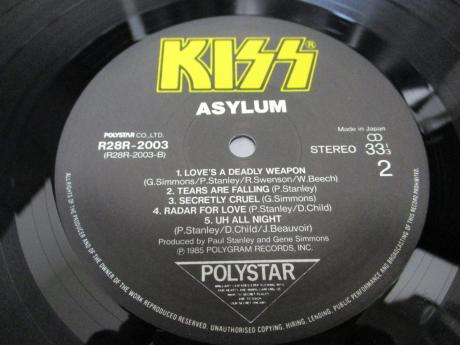 KISS®
ASYLUM
POLYSTAR CO.,LTD.
R28R-2003
(R28R-2003-B)
Made in Japan
STEREO 33 1/3
2
1. LOVE'S A DEADLY WEAPON
(G.Simmons/P.Stanley/R.Swenson/W.Beech)
2. TEARS ARE FALLING (P.Stanley)
3. SECRETLY CRUEL (G.Simmons)
4. RADAR FOR LOVE (P.Stanley/D.Child)
5. UH ALL NIGHT
(P.Stanley/D.Child/J.Beauvoir)
Produced by Paul Stanley and Gene Simmons
Ⓟ 1985 POLYGRAM RECORDS, INC.
POLYSTAR
ALL RIGHTS OF THE PRODUCER AND OF THE OWNER OF THE WORK RECORDED RESERVED. UNAUTHORISED COPYING, HIRING, LENDING, PUBLIC PERFORMANCE AND BROADCASTING OF THIS RECORD PROHIBITED.